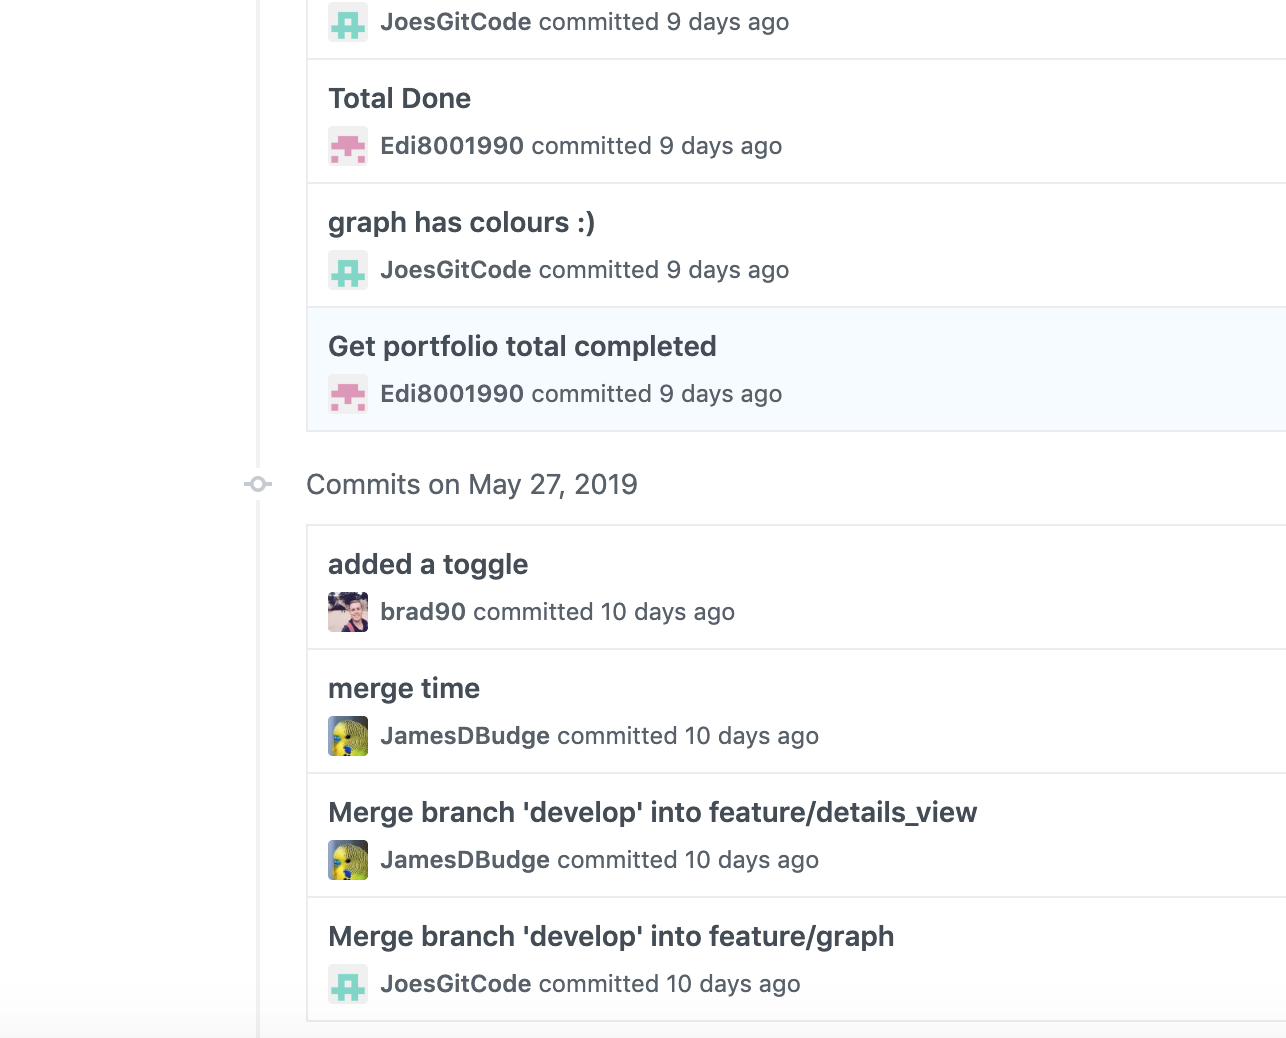 JoesGitCode committed 9 days ago
Total Done
Edi8001990 committed 9 days ago
graph has colours :)
JoesGitCode committed 9 days ago
Get portfolio total completed
Edi8001990 committed 9 days ago
Commits on May 27, 2019
added a toggle
brad90 committed 10 days ago
merge time
JamesDBudge committed 10 days ago
Merge branch 'develop' into feature/details_view
JamesDBudge committed 10 days ago
Merge branch 'develop' into feature/graph
JoesGitCode committed 10 days ago